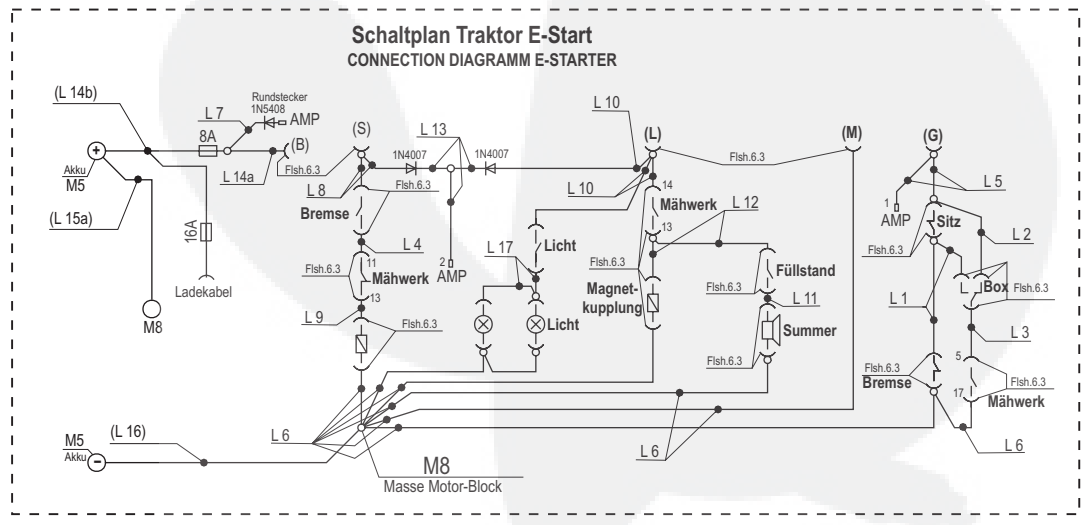 Schaltplan Traktor E-Start
CONNECTION DIAGRAMM E-STARTER
(L 14b)
L 7
Rundstecker
1N5408
AMP
8A
(B)
L 14a
Flsh.6.3
(S)
1N4007
L 13
1N4007
L 10
(L)
(M)
(G)
Flsh.6.3
+
Akku
M5
(L 15a)
16A
Ladekabel
M8
L 8
Flsh.6.3
Bremse
L 4
11
Flsh.6.3
Mähwerk
13
L 9
Flsh.6.3
2
AMP
L 10
14
Mähwerk
13
L 12
Licht
L 17
Licht
Flsh.6.3
Magnet-
kupplung
Füllstand
Flsh.6.3
L 11
Summer
Flsh.6.3
L 5
1
AMP
Sitz
Flsh.6.3
L 2
Box
Flsh.6.3
L 1
L 3
5
Flsh.6.3
Bremse
Flsh.6.3
17
Mähwerk
L 6
L 6
L 6
M5
Akku
(L 16)
M8
Masse Motor-Block